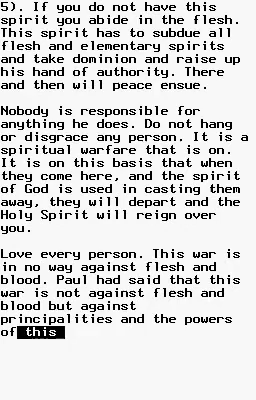 5). If you do not have this
spirit you abide in the flesh.
This spirit has to subdue all
flesh and elementary spirits
and take dominion and raise up
his hand of authority. There
and then will peace ensue.
Nobody is responsible for
anything he does. Do not hang
or disgrace any person. It is a
spiritual warfare that is on.
It is on this basis that when
they come here, and the spirit
of God is used in casting them
away, they will depart and the
Holy Spirit will reign over
you.
Love every person. This war is
in no way against flesh and
blood. Paul had said that this
war is not against flesh and
blood but against
principalities and the powers
of this